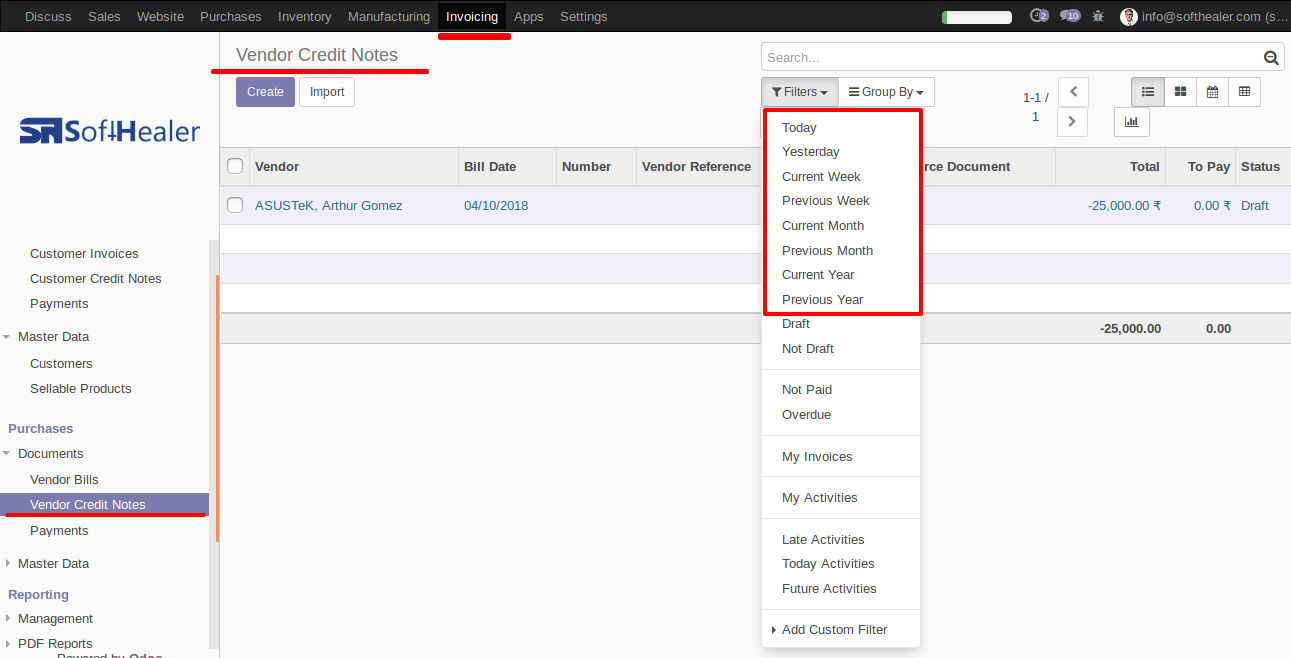 Discuss Sales Website Purchases Inventory Manufacturing Invoicing Apps Settings 2 10 info@softhealer.com (s...
Vendor Credit Notes
Search...
Create Import
Filters Group By
1-1 / 1
SoftHealer
Today
Yesterday
Current Week
Previous Week
Current Month
Previous Month
Current Year
Previous Year
Draft
Not Draft
Not Paid
Overdue
My Invoices
My Activities
Late Activities
Today Activities
Future Activities
Add Custom Filter
Vendor Bill Date Number Vendor Reference rce Document Total To Pay Status
ASUSTeK, Arthur Gomez 04/10/2018 -25,000.00 ₹ 0.00 ₹ Draft
-25,000.00 0.00
Customer Invoices
Customer Credit Notes
Payments
Master Data
Customers
Sellable Products
Purchases
Documents
Vendor Bills
Vendor Credit Notes
Payments
Master Data
Reporting
Management
PDF Reports
Powered by Odoo